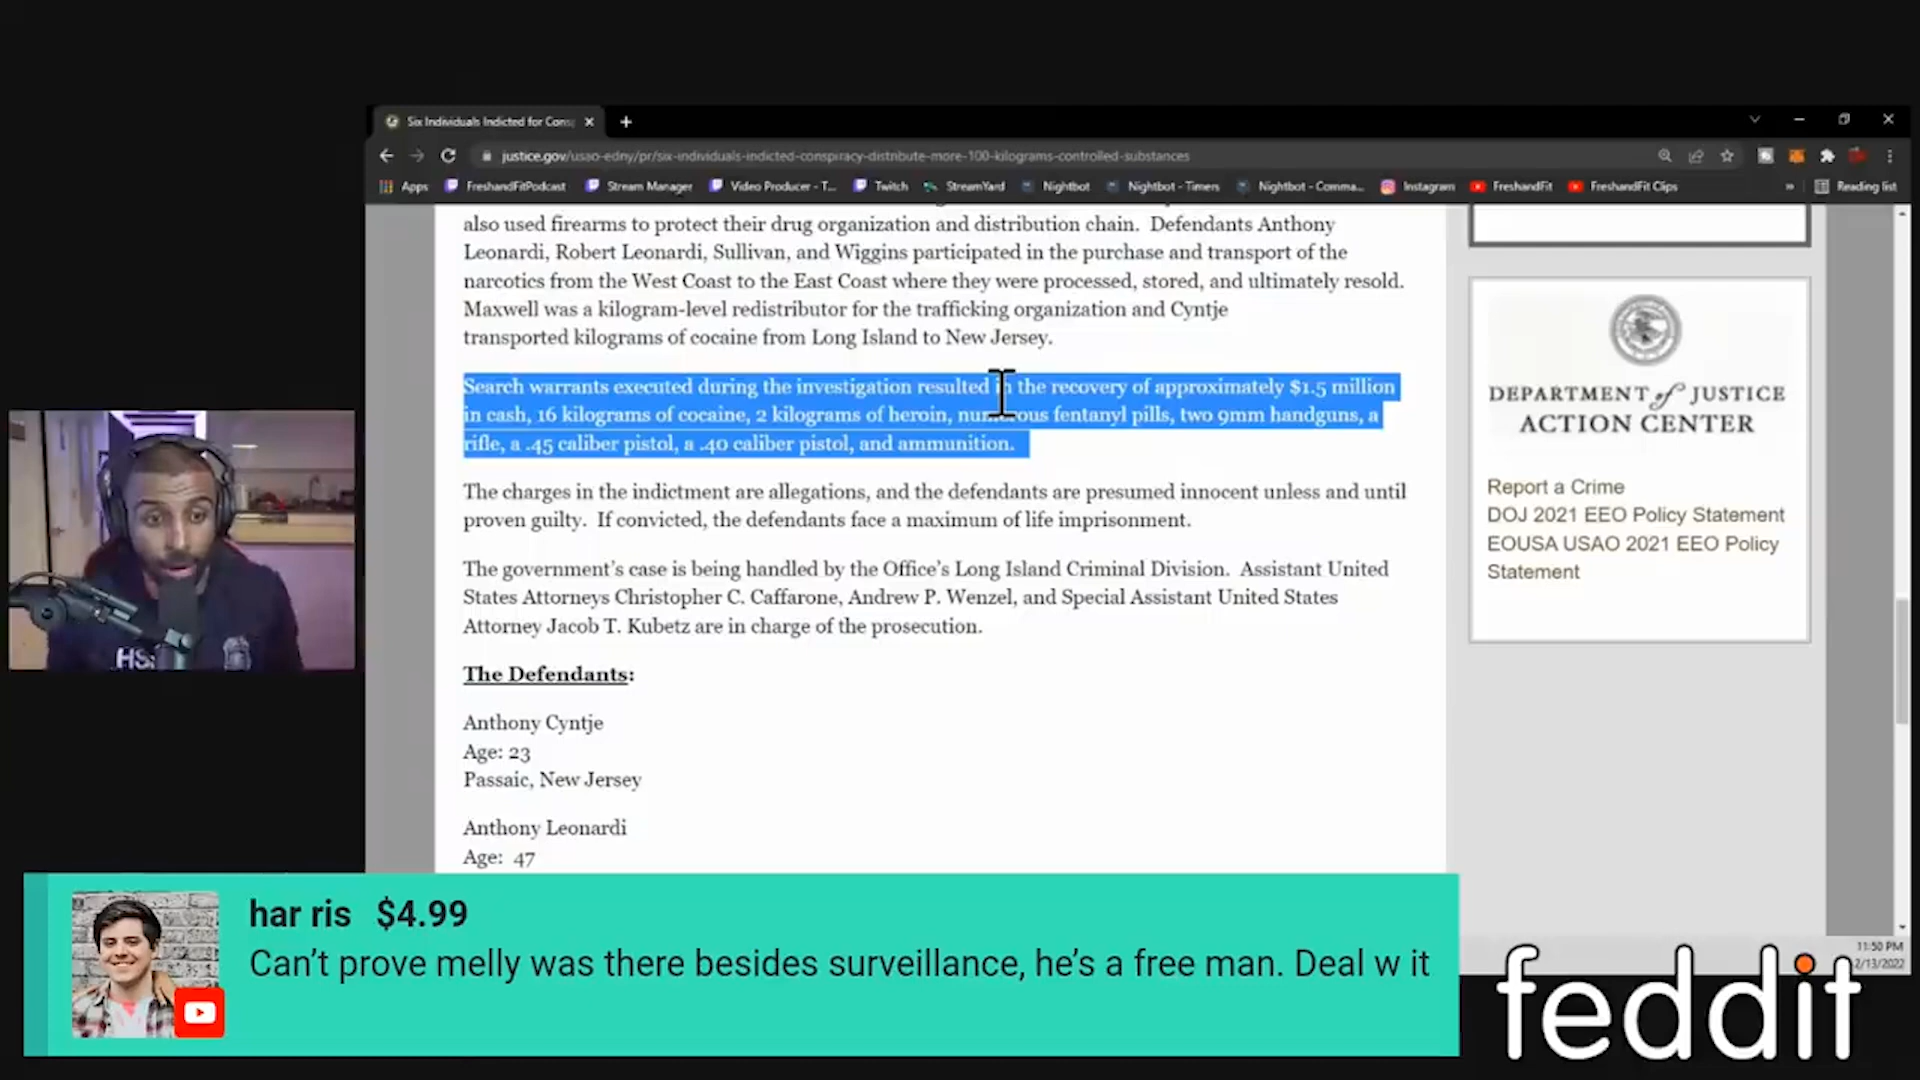 Six Individuals Indicted for Cons
justice.gov/usao-edny/pr/six-individuals-indicted-conspiracy-distribute-more-100-kilograms-controlled-substances
Apps FreshandFitPodcast Stream Manager Video Producer - T... Twitch StreamYard Nightbot Nightbot - Timers Nightbot - Comma... Instagram FreshandFit FreshandFit Clips » Reading list
also used firearms to protect their drug organization and distribution chain. Defendants Anthony
Leonardi, Robert Leonardi, Sullivan, and Wiggins participated in the purchase and transport of the
narcotics from the West Coast to the East Coast where they were processed, stored, and ultimately resold.
Maxwell was a kilogram-level redistributor for the trafficking organization and Cyntje
transported kilograms of cocaine from Long Island to New Jersey.
Search warrants executed during the investigation resulted in the recovery of approximately $1.5 million
in cash, 16 kilograms of cocaine, 2 kilograms of heroin, numerous fentanyl pills, two 9mm handguns, a
rifle, a .45 caliber pistol, a .40 caliber pistol, and ammunition.
The charges in the indictment are allegations, and the defendants are presumed innocent unless and until
proven guilty. If convicted, the defendants face a maximum of life imprisonment.
The government's case is being handled by the Office's Long Island Criminal Division. Assistant United
States Attorneys Christopher C. Caffarone, Andrew P. Wenzel, and Special Assistant United States
Attorney Jacob T. Kubetz are in charge of the prosecution.
The Defendants:
Anthony Cyntje
Age: 23
Passaic, New Jersey
Anthony Leonardi
Age: 47
DEPARTMENT of JUSTICE
ACTION CENTER
Report a Crime
DOJ 2021 EEO Policy Statement
EOUSA USAO 2021 EEO Policy
Statement
HSI
har ris $4.99
Can't prove melly was there besides surveillance, he's a free man. Deal w it
11:50 PM
2/13/2022
feddit